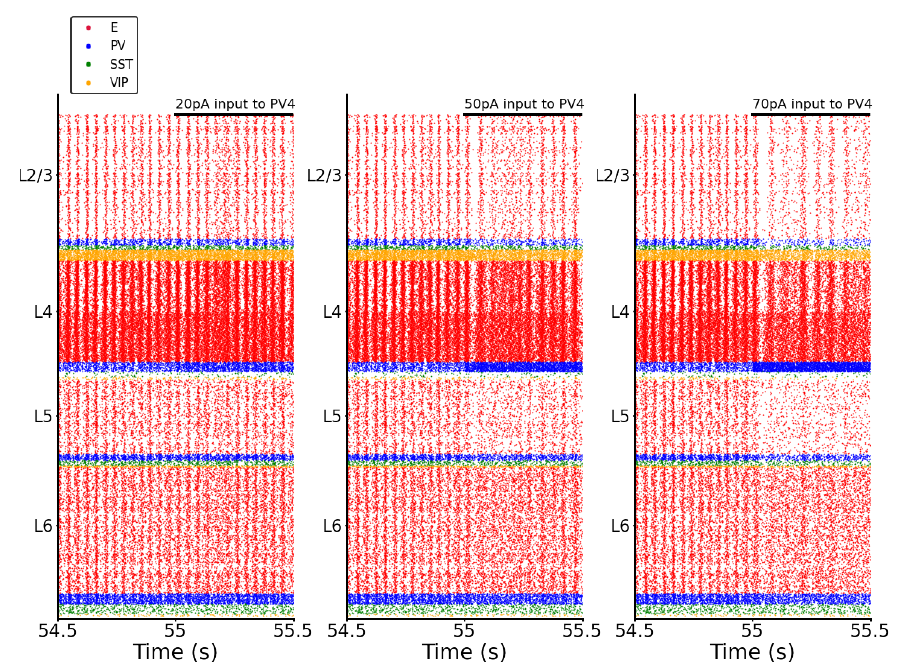 E
PV
SST
VIP
20pA input to PV4
50pA input to PV4
70pA input to PV4
L2/3
L4
L5
L6
54.5
55
55.5
Time (s)
L2/3
L4
L5
L6
54.5
55
55.5
Time (s)
L2/3
L4
L5
L6
54.5
55
55.5
Time (s)